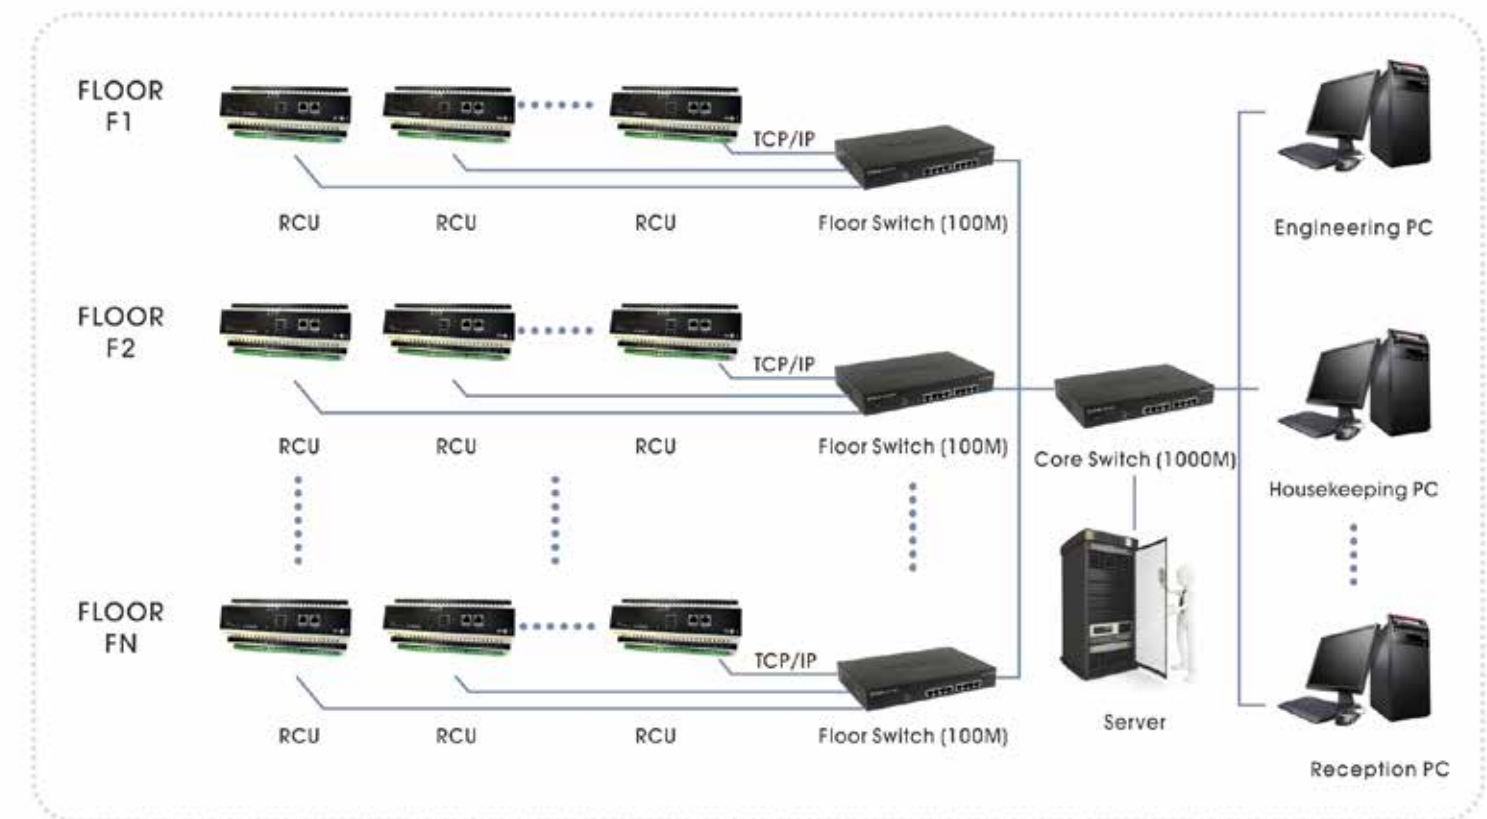 FLOOR
F1
TCP/IP
RCU
RCU
RCU
Floor Switch (100M)
Engineering PC
FLOOR
F2
TCP/IP
RCU
RCU
RCU
Floor Switch (100M)
Core Switch (1000M)
Housekeeping PC
FLOOR
FN
TCP/IP
RCU
RCU
RCU
Floor Switch (100M)
Server
Reception PC